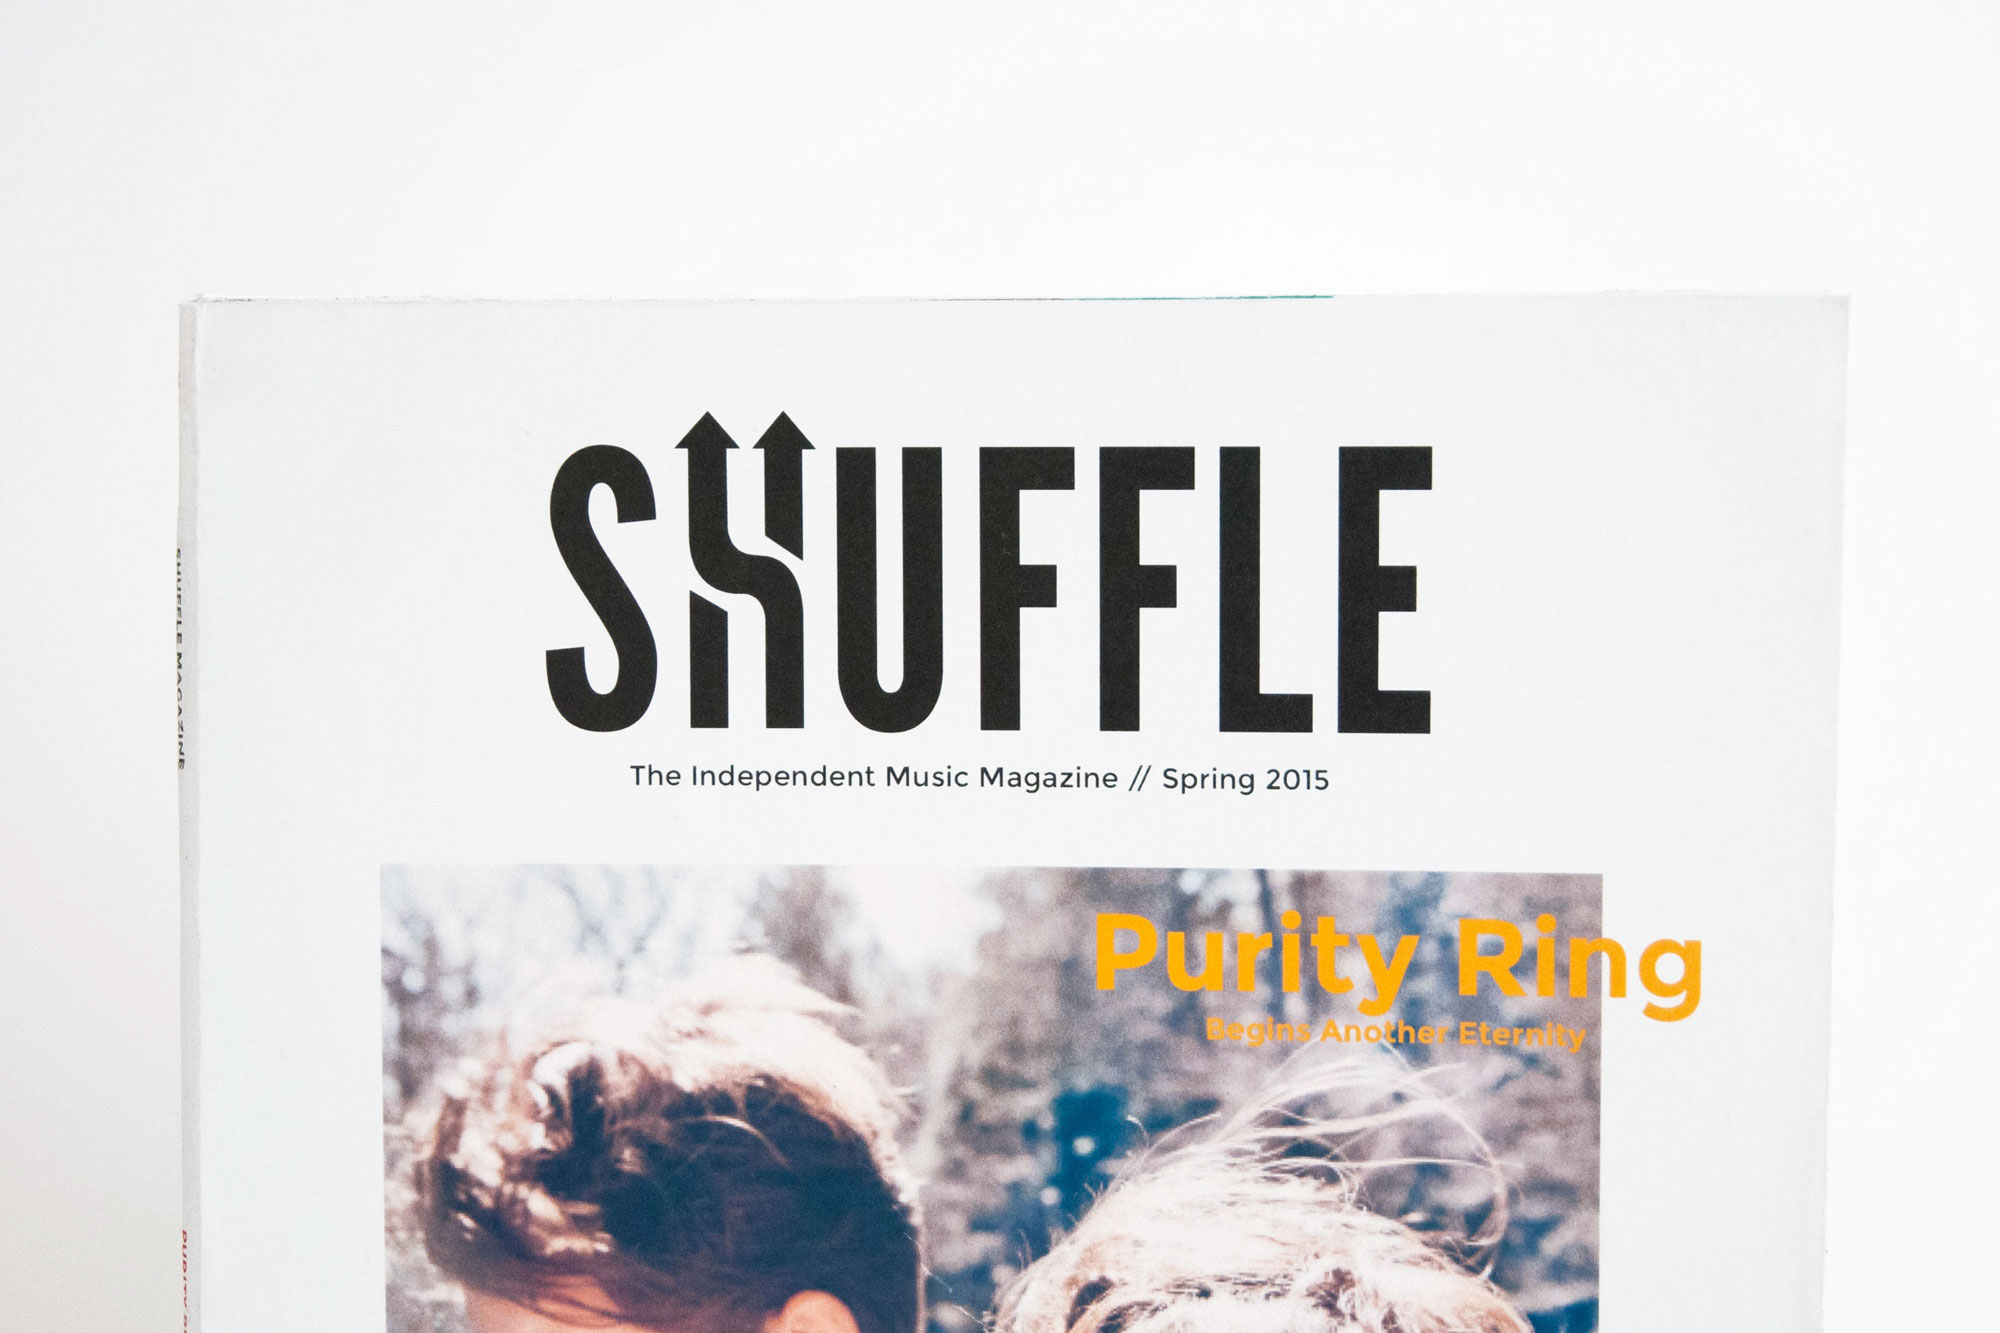 SHUFFLE
The Independent Music Magazine // Spring 2015
Purity Ring
Begins Another Eternity
SHUFFLE MAGAZINE